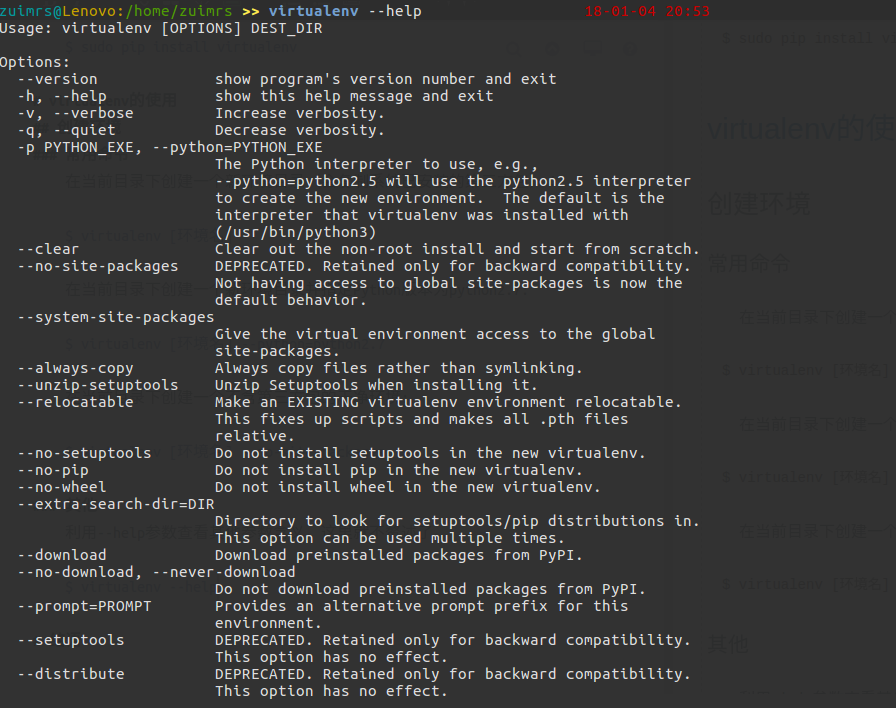 zuimrs@Lenovo:/home/zuimrs >> virtualenv --help 18-01-04 20:53
Usage: virtualenv [OPTIONS] DEST_DIR
Options:
--version show program's version number and exit
-h, --help show this help message and exit
-v, --verbose Increase verbosity.
-q, --quiet Decrease verbosity.
-p PYTHON_EXE, --python=PYTHON_EXE
The Python interpreter to use, e.g.,
--python=python2.5 will use the python2.5 interpreter
to create the new environment. The default is the
interpreter that virtualenv was installed with
(/usr/bin/python3)
--clear Clear out the non-root install and start from scratch.
--no-site-packages DEPRECATED. Retained only for backward compatibility.
Not having access to global site-packages is now the
default behavior.
--system-site-packages
Give the virtual environment access to the global
site-packages.
--always-copy Always copy files rather than symlinking.
--unzip-setuptools Unzip Setuptools when installing it.
--relocatable Make an EXISTING virtualenv environment relocatable.
This fixes up scripts and makes all .pth files
relative.
--no-setuptools Do not install setuptools in the new virtualenv.
--no-pip Do not install pip in the new virtualenv.
--no-wheel Do not install wheel in the new virtualenv.
--extra-search-dir=DIR
Directory to look for setuptools/pip distributions in.
This option can be used multiple times.
--download Download preinstalled packages from PyPI.
--no-download, --never-download
Do not download preinstalled packages from PyPI.
--prompt=PROMPT Provides an alternative prompt prefix for this
environment.
--setuptools DEPRECATED. Retained only for backward compatibility.
This option has no effect.
--distribute DEPRECATED. Retained only for backward compatibility.
This option has no effect.
virtualenv的使
创建环境
常用命令
在当前目录下创建一个
$ virtualenv [环境名]
在当前目录下创建一个
$ virtualenv [环境名]
在当前目录下创建一个
$ virtualenv [环境名]
其他